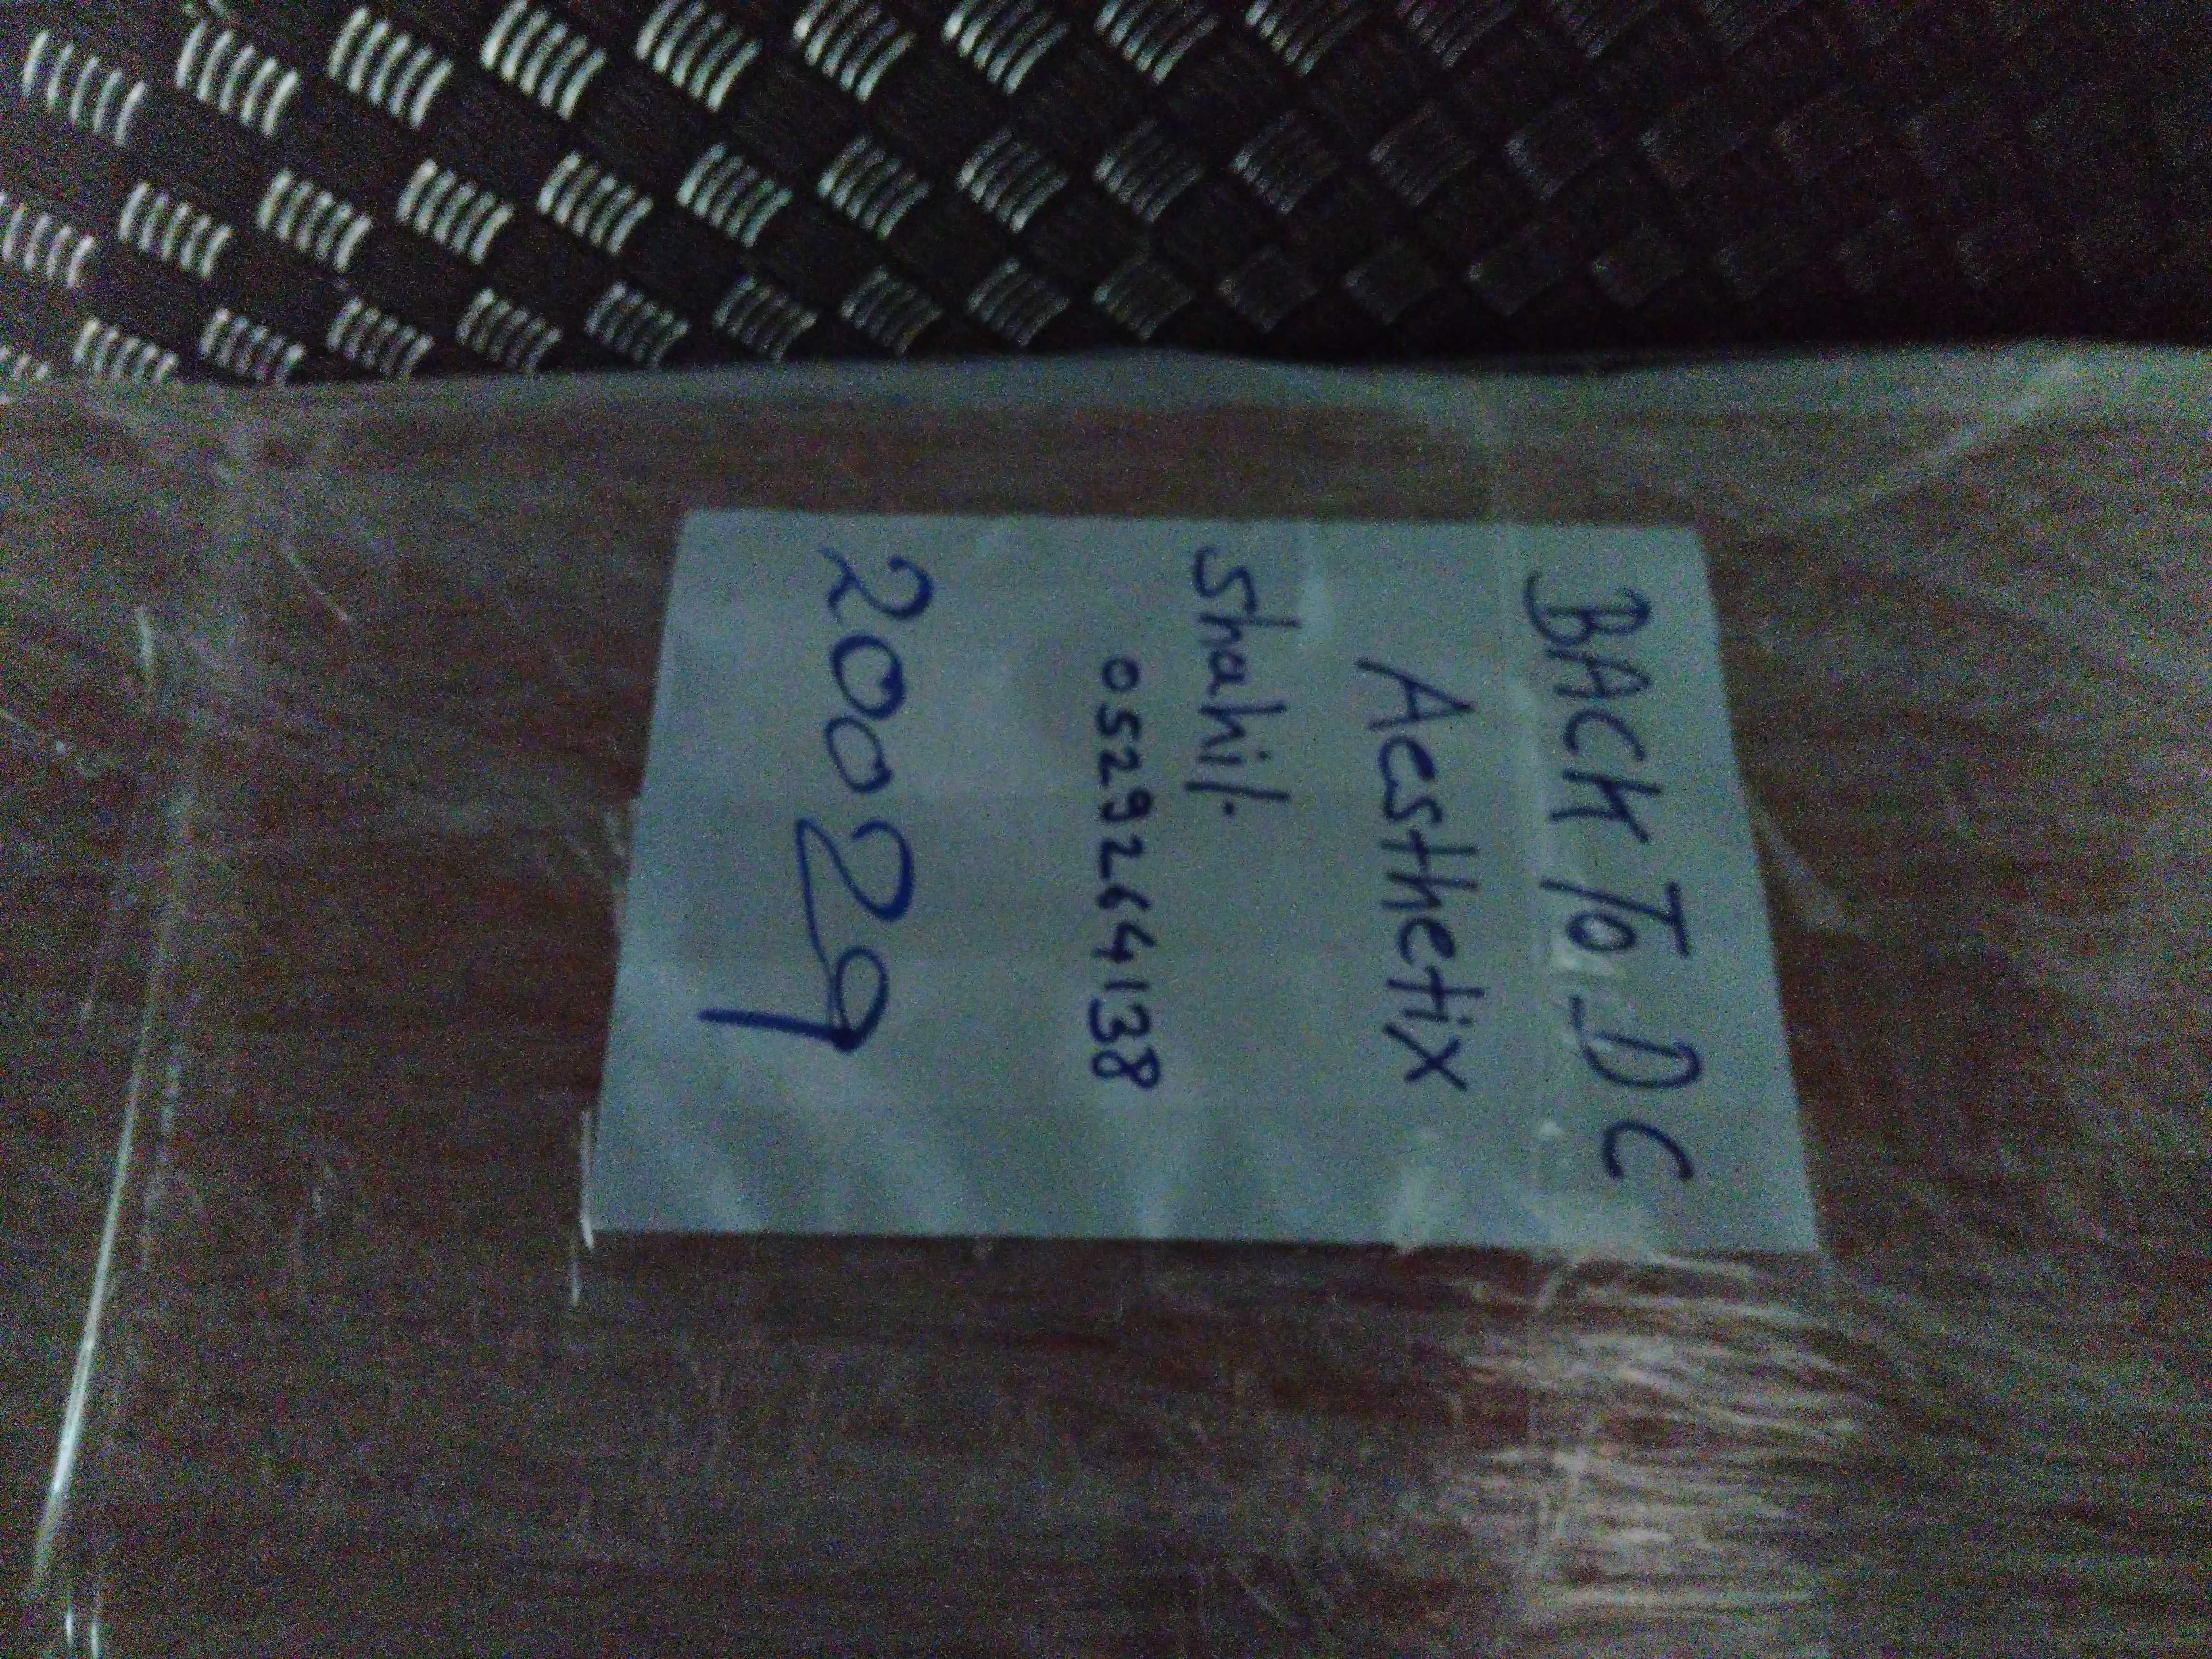 BACK TO DC
Aesthetix
Shahil.
0529264138
20029